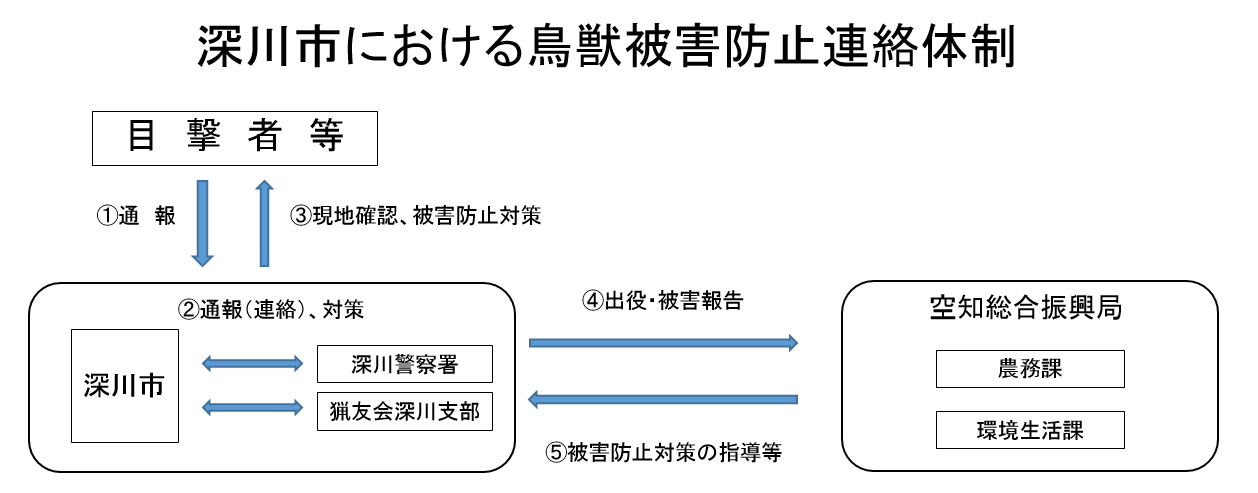 深川市における鳥獣被害防止連絡体制
目　撃　者　等
①通　報
③現地確認、被害防止対策
②通報（連絡）、対策
深川市
深川警察署
猟友会深川支部
④出役・被害報告
⑤被害防止対策の指導等
空知総合振興局
農務課
環境生活課